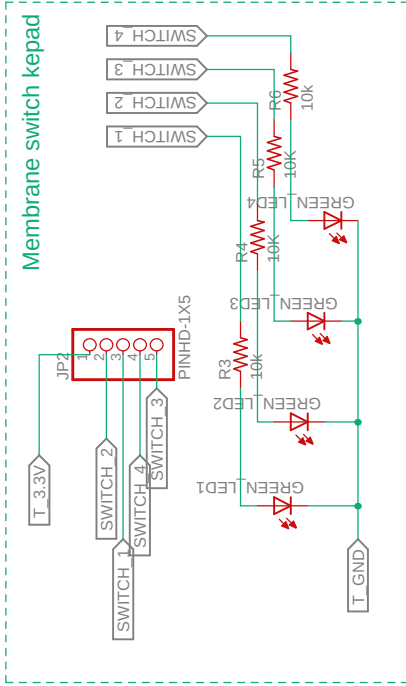 Membrane switch kepad
SWITCH_4
SWITCH_3
SWITCH_2
SWITCH_1
R6
10k
R5
10K
GREEN_LED4
R4
10K
GREEN_LED3
R3
10k
GREEN_LED2
GREEN_LED1
JP2
1
2
3
4
5
PINHD-1X5
T_3.3V
SWITCH_2
SWITCH_1
SWITCH_4
SWITCH_3
T_GND